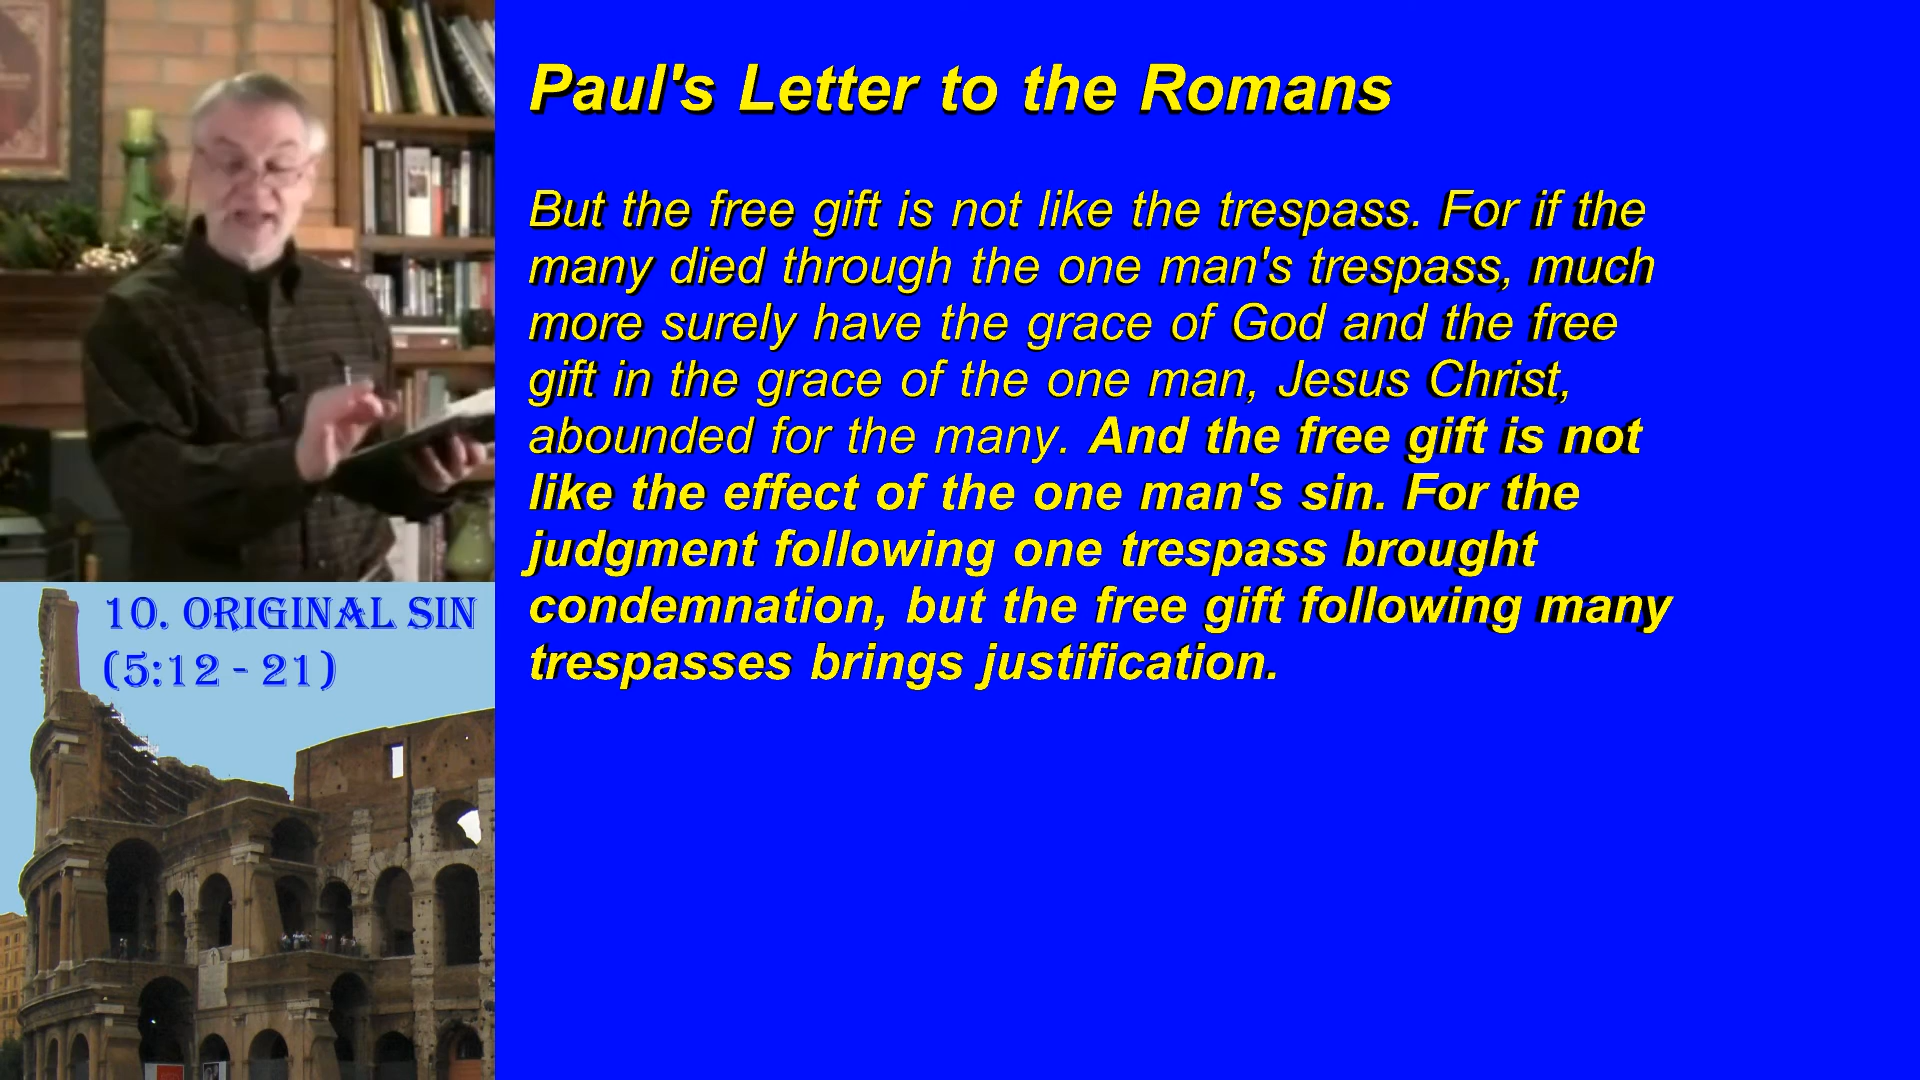 Paul's Letter to the Romans
But the free gift is not like the trespass. For if the
many died through the one man's trespass, much
more surely have the grace of God and the free
gift in the grace of the one man, Jesus Christ,
abounded for the many. And the free gift is not
like the effect of the one man's sin. For the
judgment following one trespass brought
condemnation, but the free gift following many
trespasses brings justification.
10. ORIGINAL SIN
(5:12 - 21)